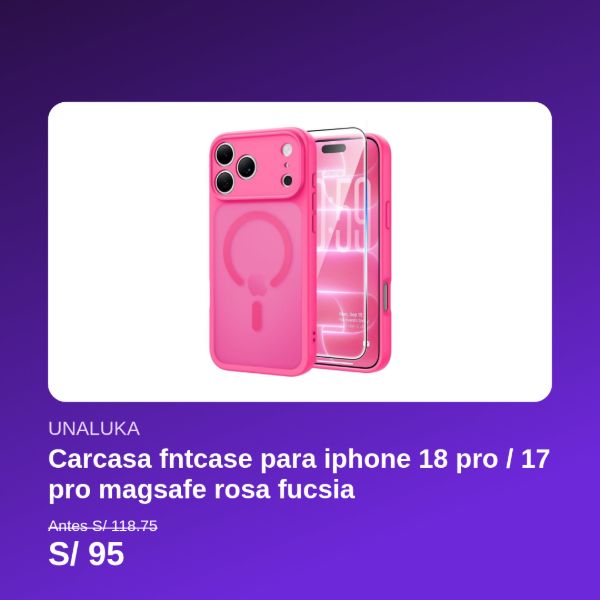 UNALUKA
Carcasa fntcase para iphone 18 pro / 17
pro magsafe rosa fucsia
Antes S/ 118.75
S/ 95